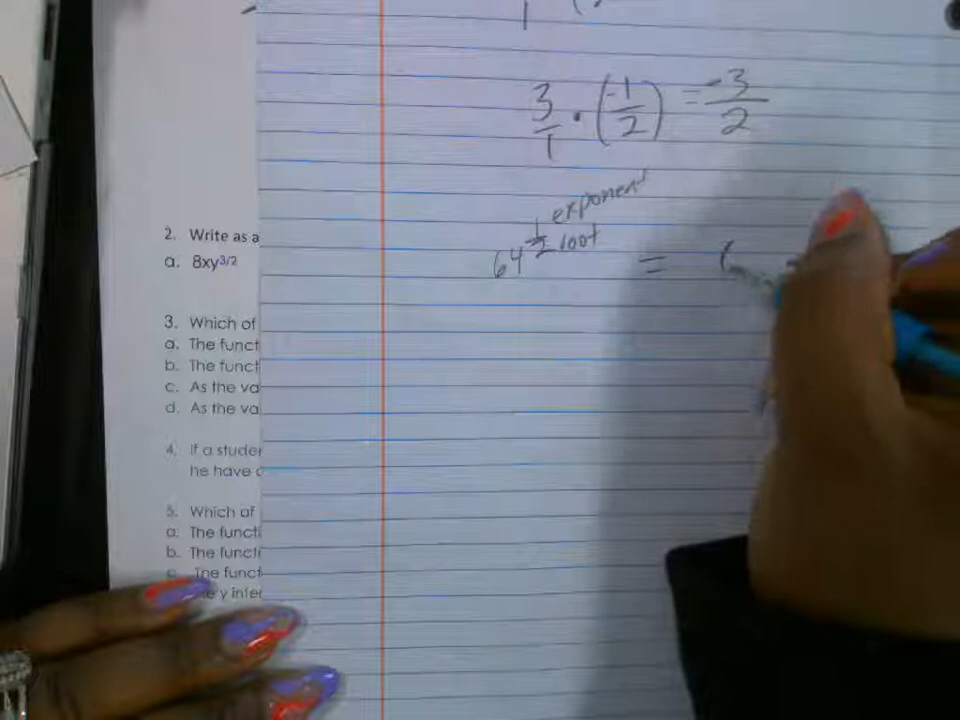 3/1 · (-1/2) = -3/2
exponent
64^1/2 root = (
2. Write as a
a. 8xy^3/2
3. Which of
a. The funct
b. The funct
c. As the va
d. As the va
4. If a studen
he have a
5. Which of
a. The functi
b. The functi
c. The funct
y inter